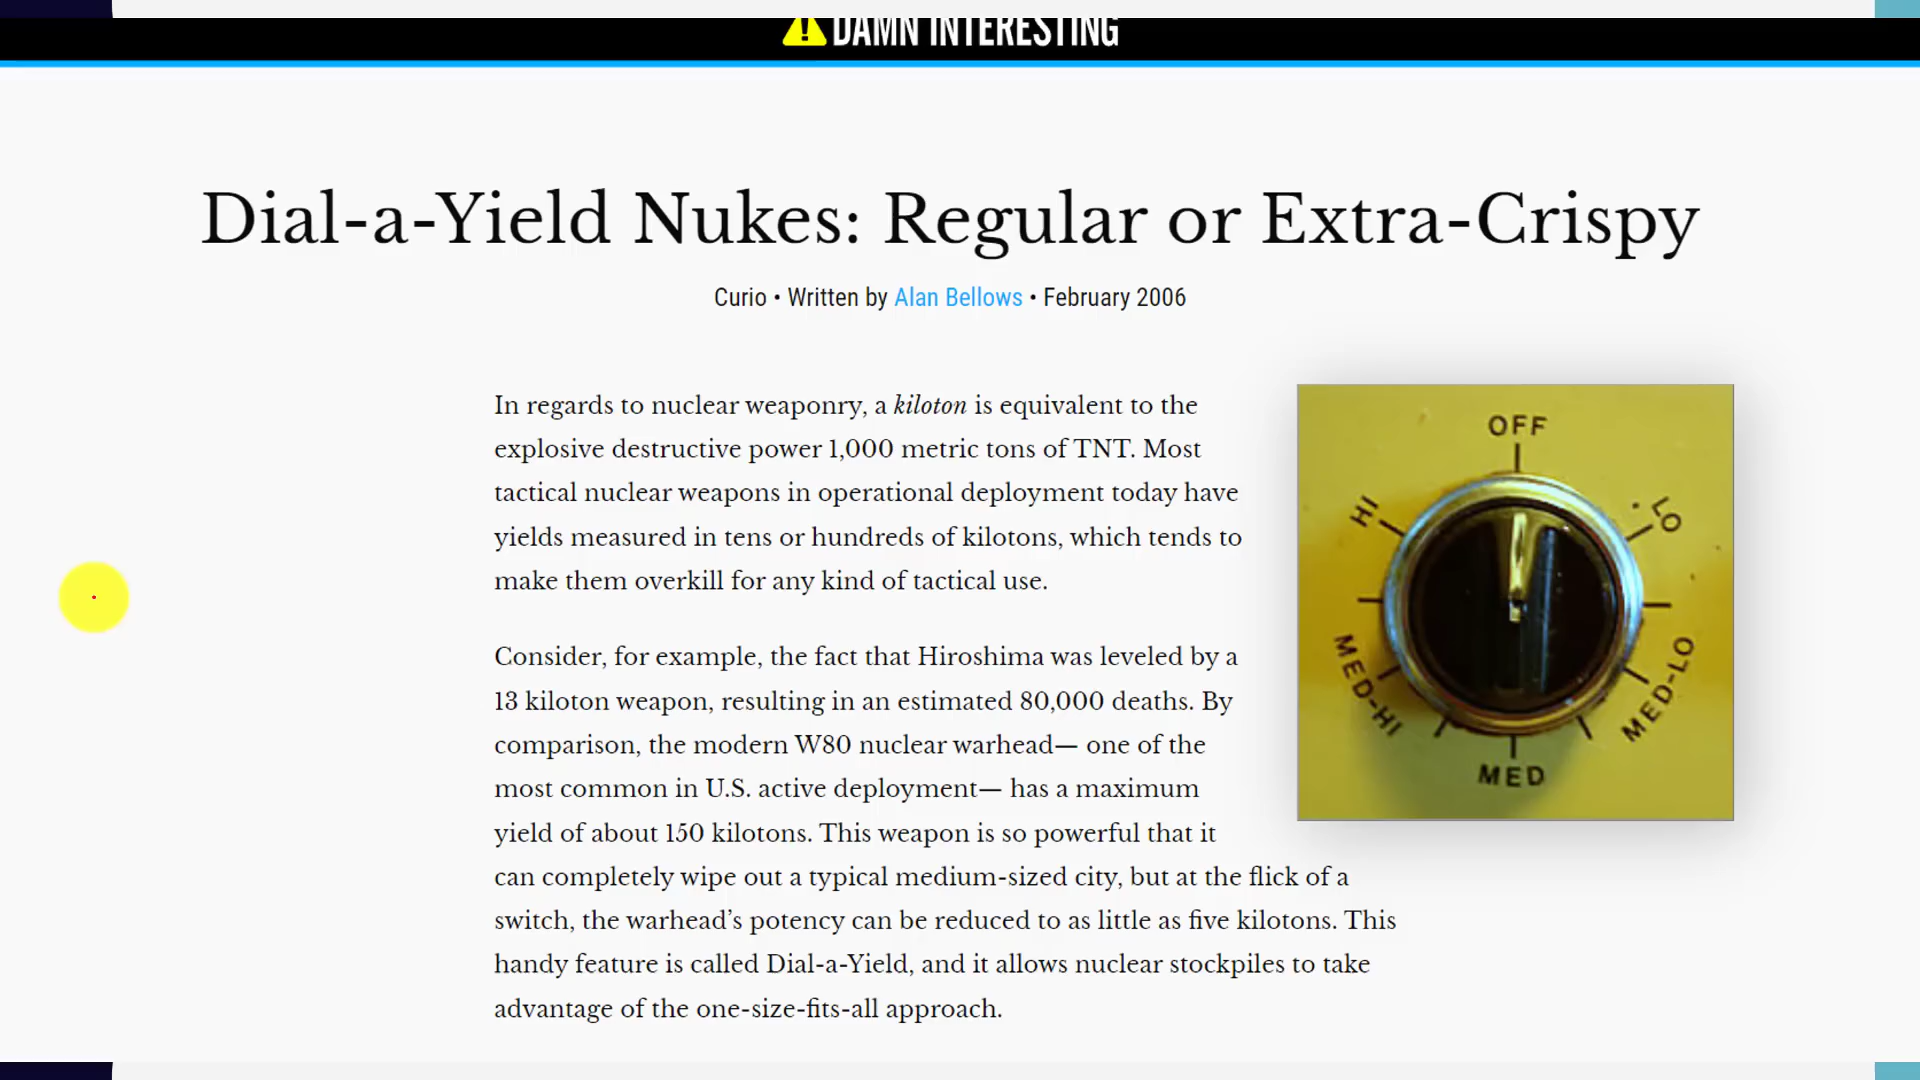 DAMN INTERESTING
Dial-a-Yield Nukes: Regular or Extra-Crispy
Curio • Written by Alan Bellows • February 2006
In regards to nuclear weaponry, a kiloton is equivalent to the
explosive destructive power 1,000 metric tons of TNT. Most
tactical nuclear weapons in operational deployment today have
yields measured in tens or hundreds of kilotons, which tends to
make them overkill for any kind of tactical use.
Consider, for example, the fact that Hiroshima was leveled by a
13 kiloton weapon, resulting in an estimated 80,000 deaths. By
comparison, the modern W80 nuclear warhead— one of the
most common in U.S. active deployment— has a maximum
yield of about 150 kilotons. This weapon is so powerful that it
can completely wipe out a typical medium-sized city, but at the flick of a
switch, the warhead's potency can be reduced to as little as five kilotons. This
handy feature is called Dial-a-Yield, and it allows nuclear stockpiles to take
advantage of the one-size-fits-all approach.
OFF
LO
MED-LO
MED
MED-HI
HI